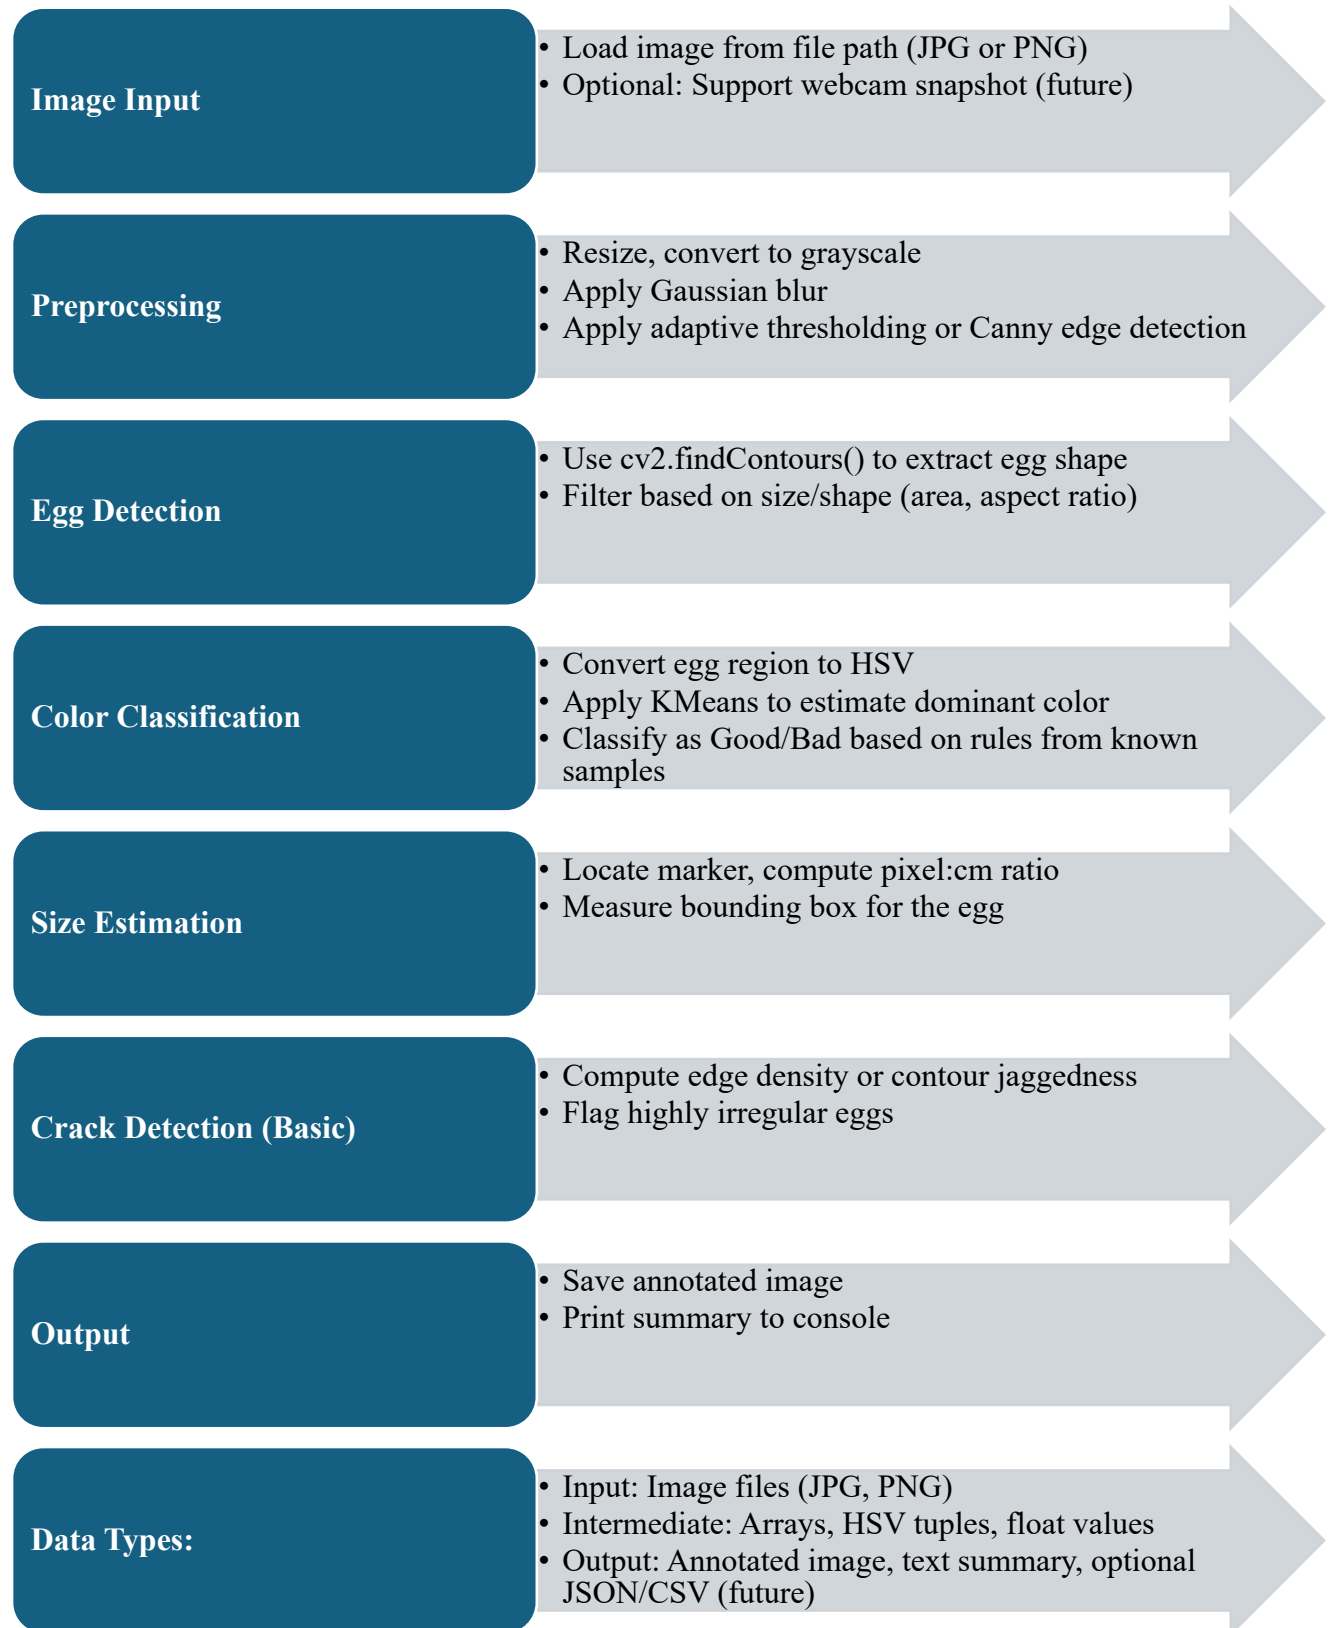 Image Input
• Load image from file path (JPG or PNG)
• Optional: Support webcam snapshot (future)
Preprocessing
• Resize, convert to grayscale
• Apply Gaussian blur
• Apply adaptive thresholding or Canny edge detection
Egg Detection
• Use cv2.findContours() to extract egg shape
• Filter based on size/shape (area, aspect ratio)
Color Classification
• Convert egg region to HSV
• Apply KMeans to estimate dominant color
• Classify as Good/Bad based on rules from known
samples
Size Estimation
• Locate marker, compute pixel:cm ratio
• Measure bounding box for the egg
Crack Detection (Basic)
• Compute edge density or contour jaggedness
• Flag highly irregular eggs
Output
• Save annotated image
• Print summary to console
Data Types:
• Input: Image files (JPG, PNG)
• Intermediate: Arrays, HSV tuples, float values
• Output: Annotated image, text summary, optional
JSON/CSV (future)